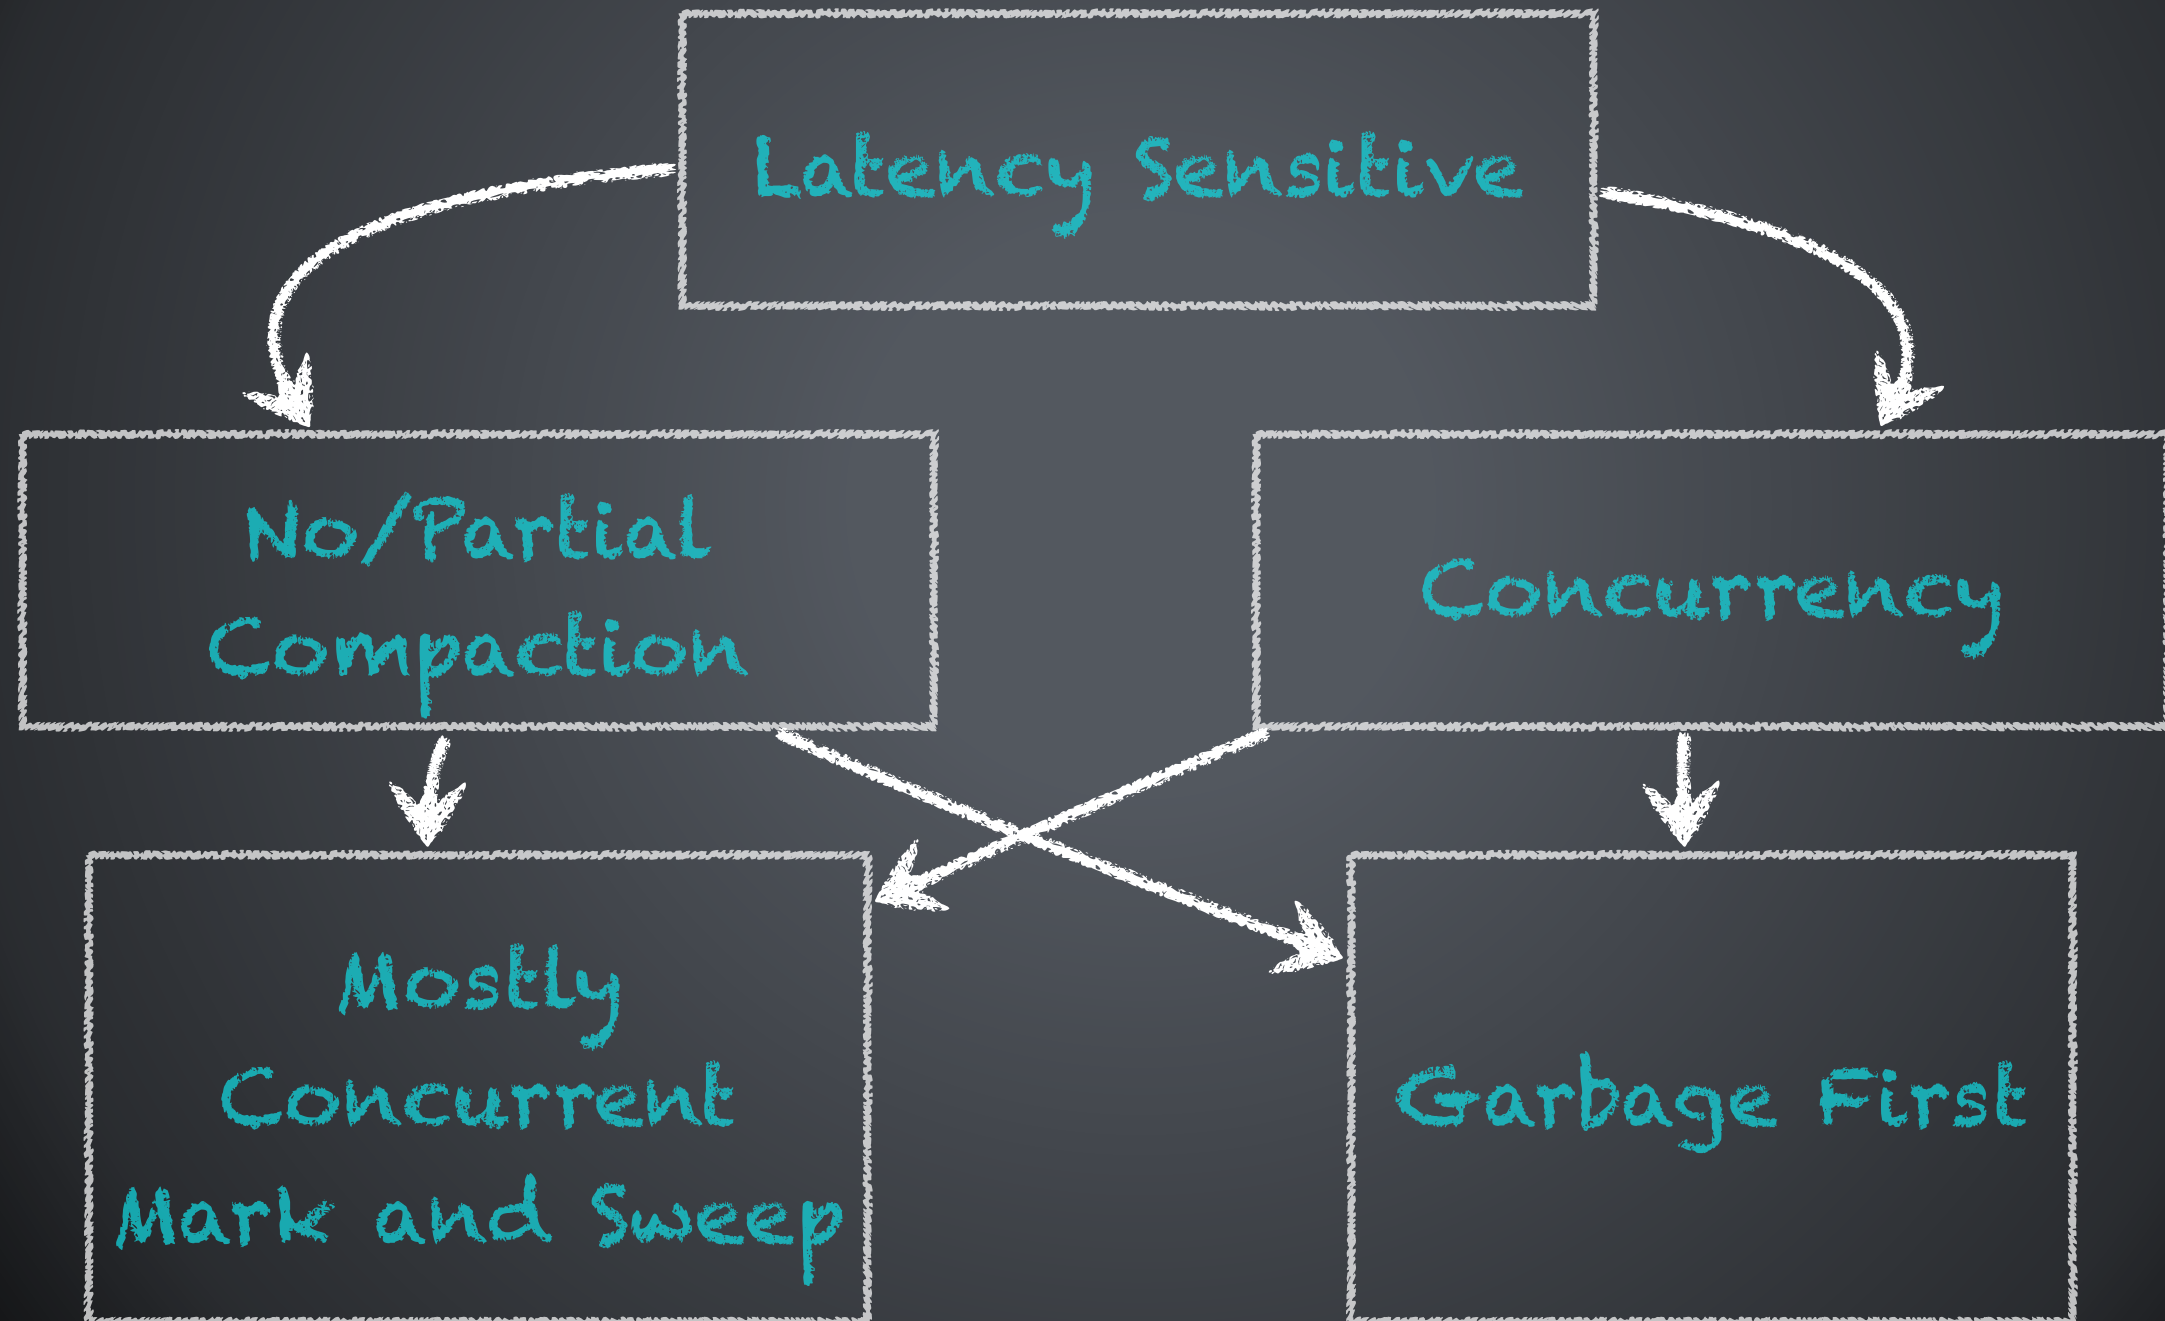 Latency Sensitive
No/Partial
Compaction
Concurrency
Mostly
Concurrent
Mark and Sweep
Garbage First